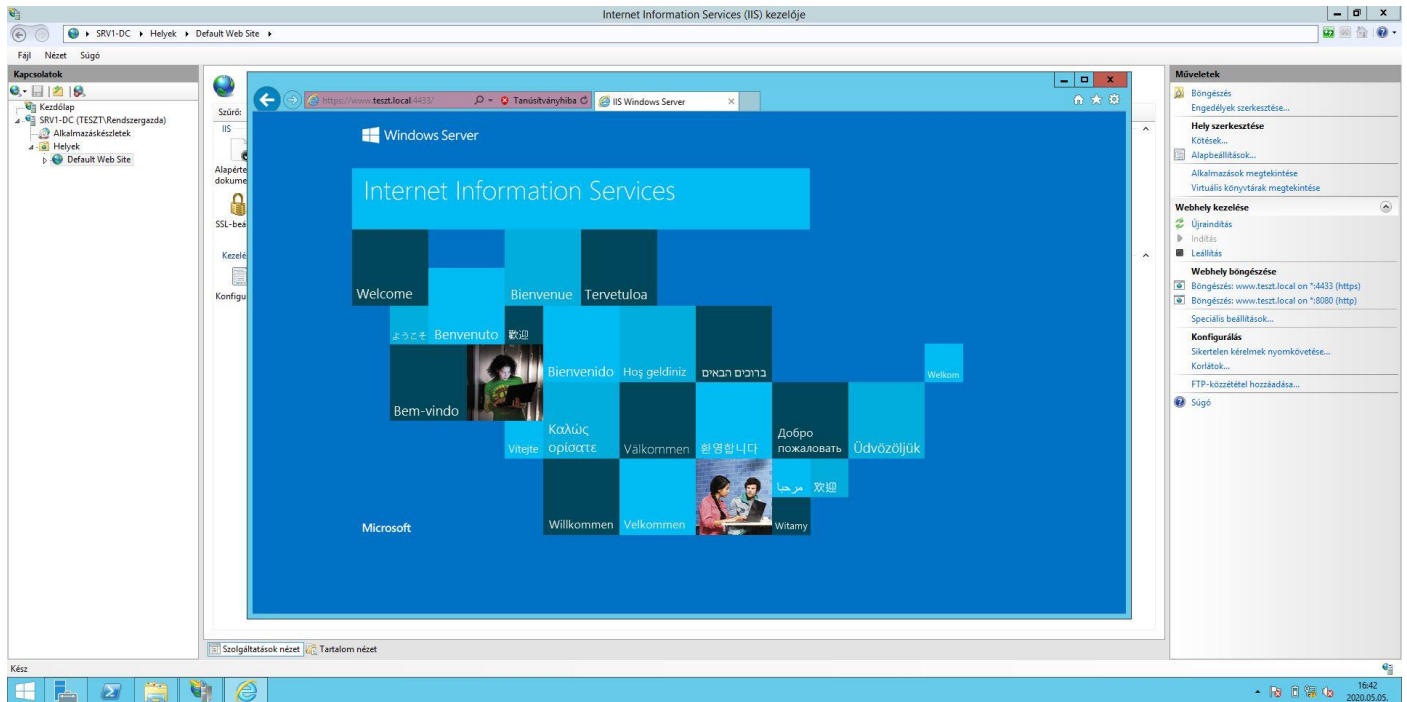 Internet Information Services (IIS) kezelője
SRV1-DC
Helyek
Default Web Site
Fájl Nézet Súgó
Kapcsolatok
Kezdőlap
SRV1-DC (TESZT\Rendszergazda)
Alkalmazáskészletek
Helyek
Default Web Site
Szűrő:
IIS
Alapérte
dokume
SSL-beá
Kezelé
Konfigu
https://www.teszt.local:4433/
Tanúsítványhiba
IIS Windows Server
Windows Server
Internet Information Services
Welcome
Bienvenue
Tervetuloa
ようこそ
Benvenuto
歡迎
Bienvenido
Hoş geldiniz
ברוכים הבאים
Welkom
Bem-vindo
Vítejte
Καλώς
ορίσατε
Välkommen
환영합니다
Добро
пожаловать
Üdvözöljük
مرحبا
欢迎
Microsoft
Willkommen
Velkommen
Witamy
Szolgáltatások nézet
Tartalom nézet
Műveletek
Böngészés
Engedélyek szerkesztése...
Hely szerkesztése
Kötések...
Alapbeállítások...
Alkalmazások megtekintése
Virtuális könyvtárak megtekintése
Webhely kezelése
Újraindítás
Indítás
Leállítás
Webhely böngészése
Böngészés: www.teszt.local on *:4433 (https)
Böngészés: www.teszt.local on *:8080 (http)
Speciális beállítások...
Konfigurálás
Sikertelen kérelmek nyomkövetése...
Korlátok...
FTP-közzététel hozzáadása...
Súgó
Kész
16:42
2020.05.05.